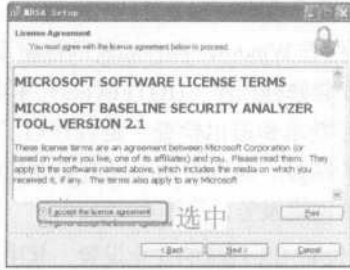 MBSA Setup
License Agreement
You must agree with the license agreement below to proceed.
MICROSOFT SOFTWARE LICENSE TERMS
MICROSOFT BASELINE SECURITY ANALYZER
TOOL, VERSION 2.1
These license terms are an agreement between Microsoft Corporation (or
based on where you live, one of its affiliates) and you. Please read them. They
apply to the software named above, which includes the media on which you
received it, if any. The terms also apply to any Microsoft
I accept the license agreement
选中
Print
< Back
Next >
Cancel